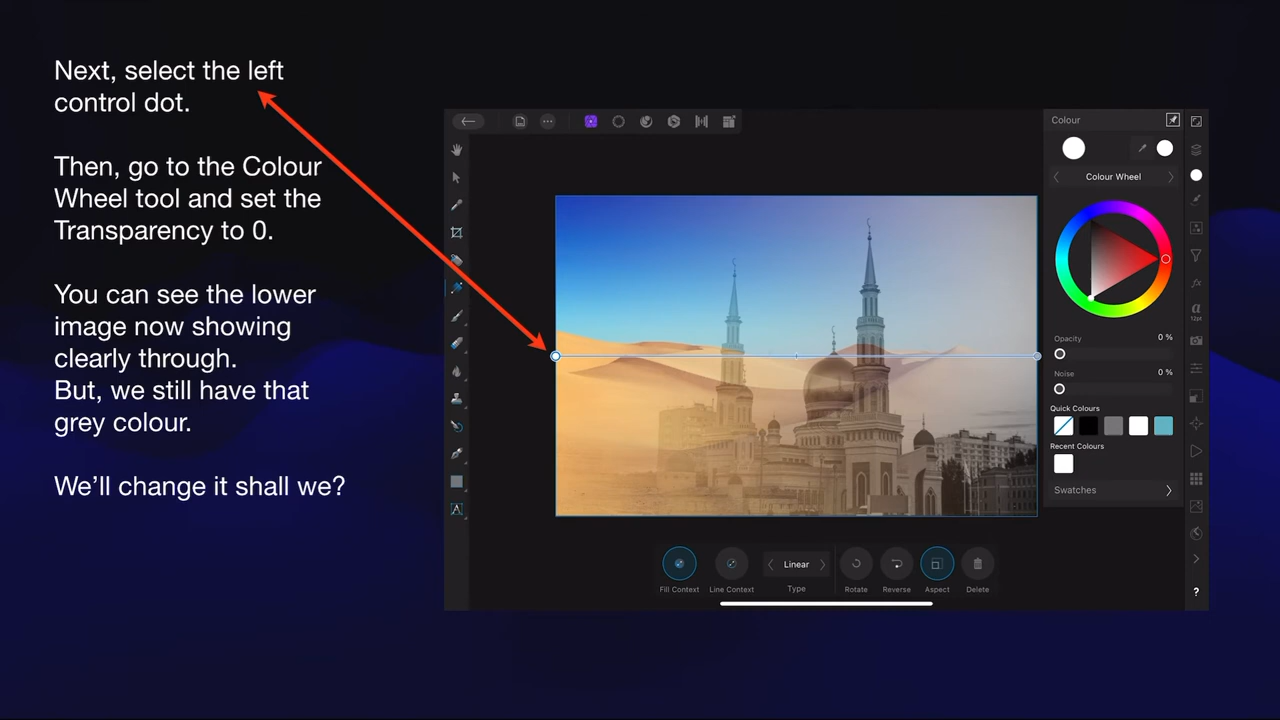 Next, select the left
control dot.
Then, go to the Colour
Wheel tool and set the
Transparency to 0.
You can see the lower
image now showing
clearly through.
But, we still have that
grey colour.
We'll change it shall we?
Colour
Colour Wheel
Opacity 0 %
Noise 0 %
Quick Colours
Recent Colours
Swatches
fx
a
12pt
A
Linear
Fill Context
Line Context
Type
Rotate
Reverse
Aspect
Delete
?